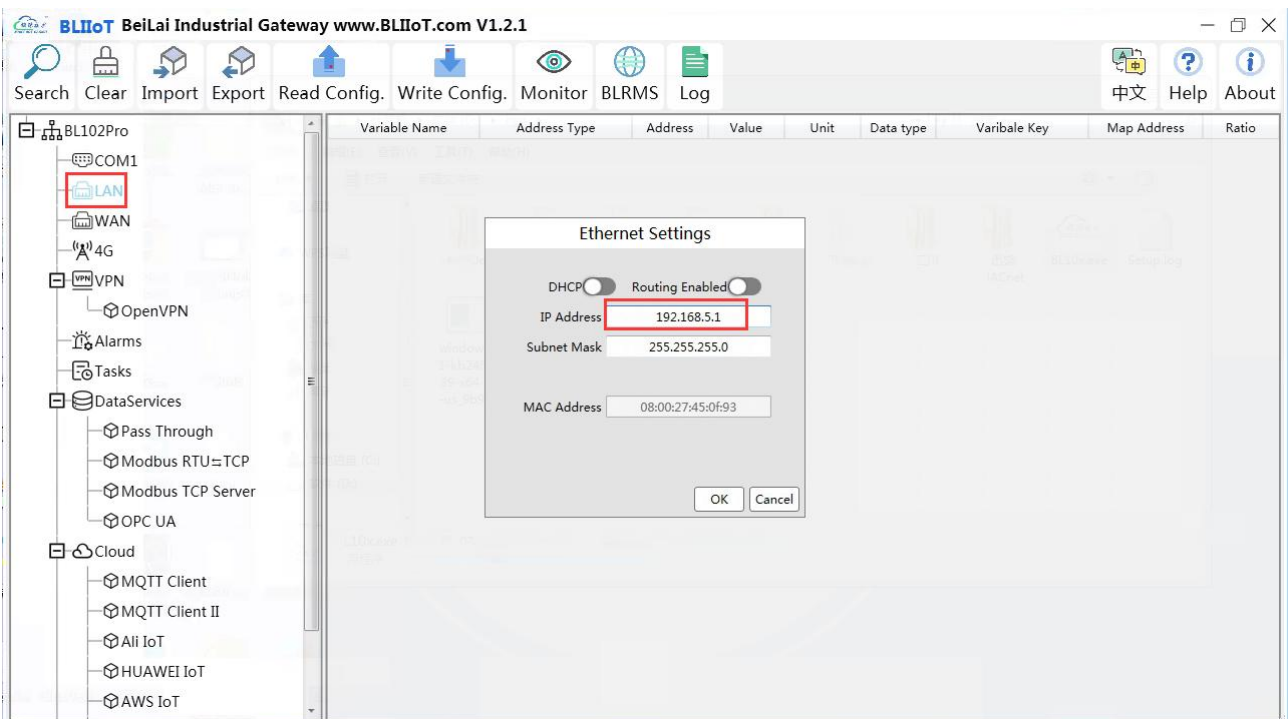 BLIIoT BeiLai Industrial Gateway www.BLIIoT.com V1.2.1
Search Clear Import Export Read Config. Write Config. Monitor BLRMS Log 中文 Help About
BL102Pro
COM1
LAN
WAN
4G
VPN VPN
OpenVPN
Alarms
Tasks
DataServices
Pass Through
Modbus RTU⇆TCP
Modbus TCP Server
OPC UA
Cloud
MQTT Client
MQTT Client II
Ali IoT
HUAWEI IoT
AWS IoT
Variable Name Address Type Address Value Unit Data type Varibale Key Map Address Ratio
Ethernet Settings
DHCP Routing Enabled
IP Address 192.168.5.1
Subnet Mask 255.255.255.0
MAC Address 08:00:27:45:0f:93
OK Cancel